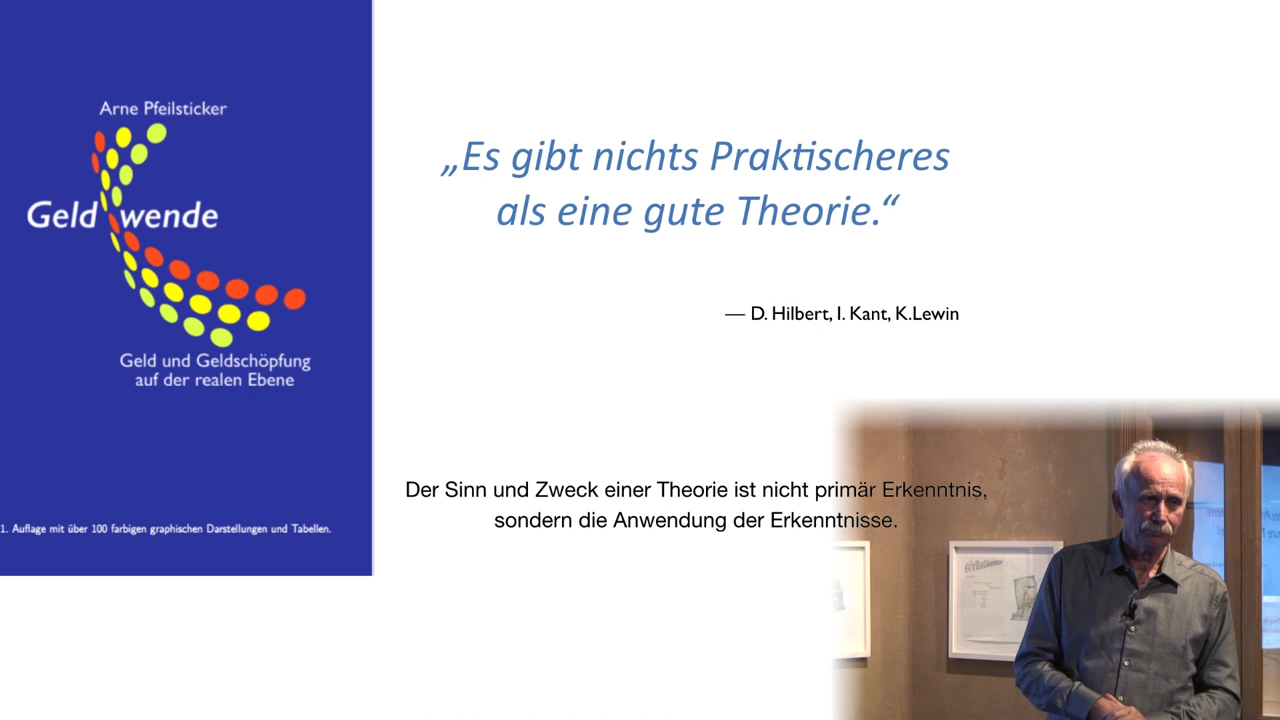 Arne Pfeilsticker
Geld wende
Geld und Geldschöpfung
auf der realen Ebene
1. Auflage mit über 100 farbigen graphischen Darstellungen und Tabellen.
„Es gibt nichts Praktischeres
als eine gute Theorie.“
— D. Hilbert, I. Kant, K.Lewin
Der Sinn und Zweck einer Theorie ist nicht primär Erkenntnis,
sondern die Anwendung der Erkenntnisse.